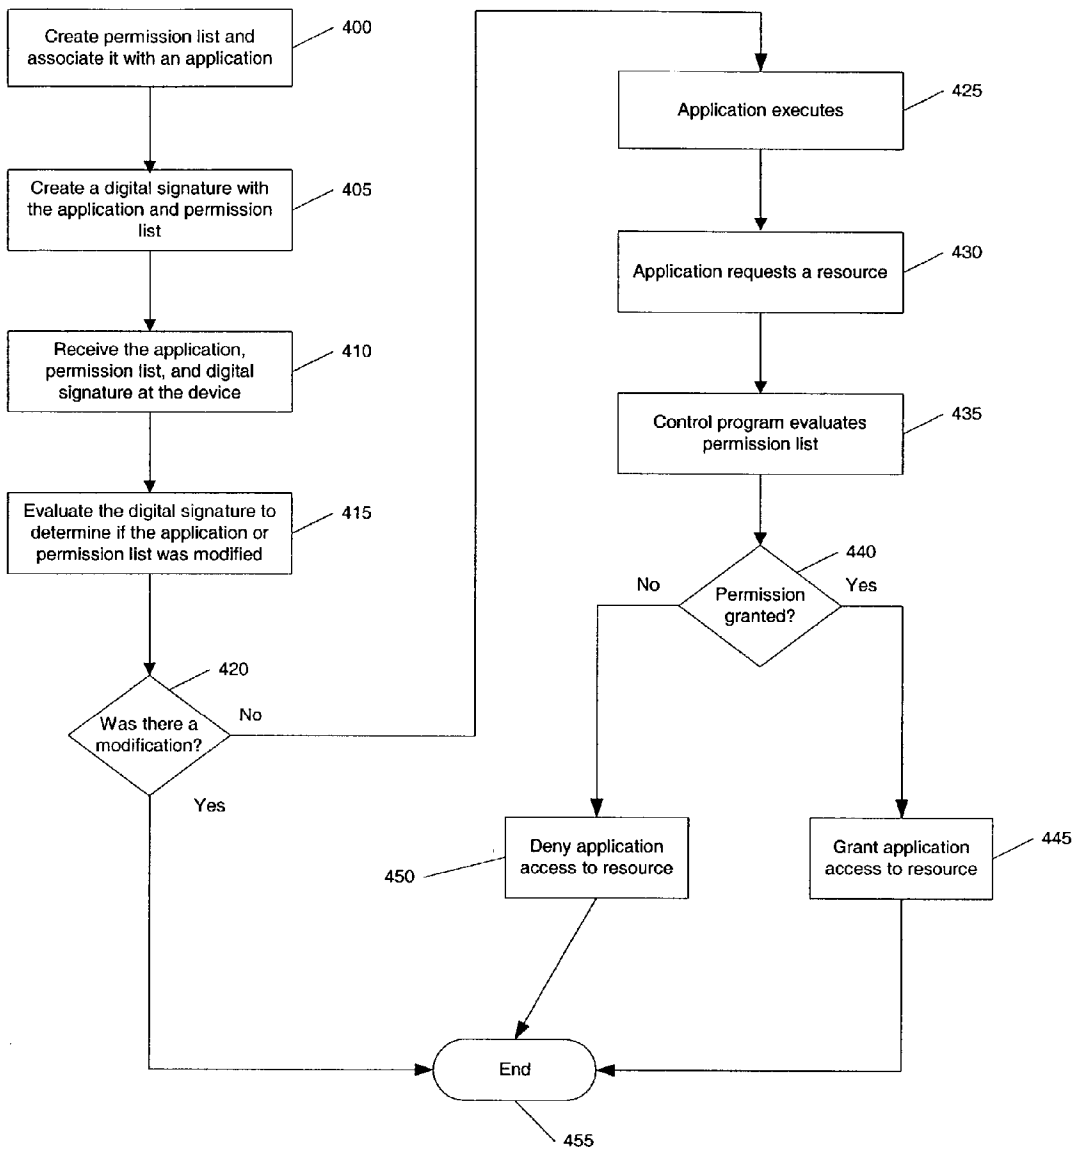 Create permission list and
associate it with an application
400
Create a digital signature with
the application and permission
list
405
Receive the application,
permission list, and digital
signature at the device
410
Evaluate the digital signature to
determine if the application or
permission list was modified
415
Was there a
modification?
420
No
Yes
Application executes
425
Application requests a resource
430
Control program evaluates
permission list
435
Permission
granted?
440
No
Yes
Deny application
access to resource
450
Grant application
access to resource
445
End
455